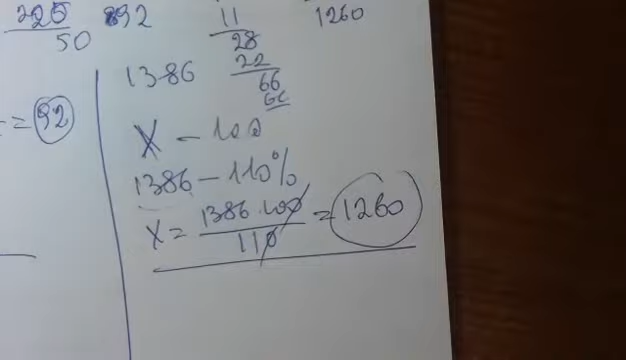 225 892 11 1260
50 28
1386 22
66
66
= 92
X - 100
1386 - 110%
X = 1386·100 / 110 = 1260